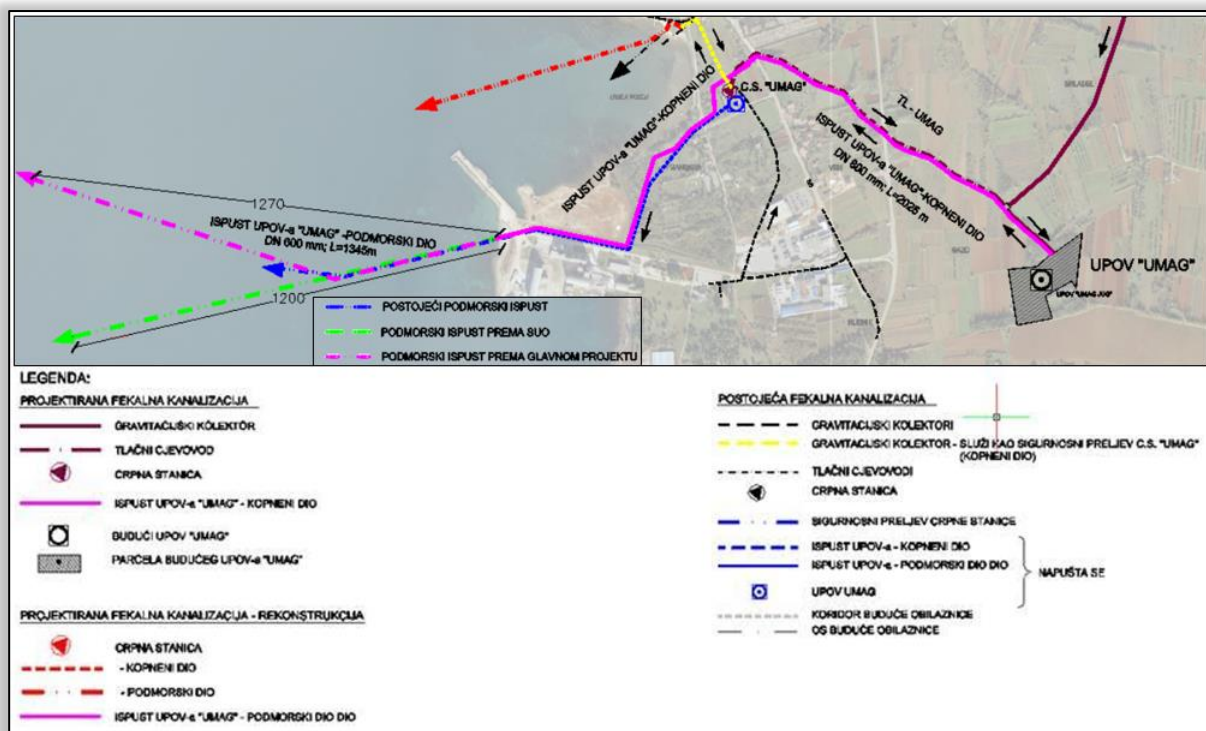 C.S. "UMAG"
ISPUST UPOV-a "UMAG"-KOPNENI DIO
TL - UMAG
ISPUST UPOV-a "UMAG"-KOPNENI DIO
DN 800 mm; L=2025 m
1270
ISPUST UPOV-a "UMAG" -PODMORSKI DIO
DN 600 mm; L=1345m
1200
UPOV "UMAG"
POSTOJEĆI PODMORSKI ISPUST
PODMORSKI ISPUST PREMA SUO
PODMORSKI ISPUST PREMA GLAVNOM PROJEKTU
LEGENDA:
PROJEKTIRANA FEKALNA KANALIZACIJA
GRAVITACIJSKI KOLEKTOR
TLAČNI CJEVOVOD
CRPNA STANICA
ISPUST UPOV-a "UMAG" - KOPNENI DIO
BUDUĆI UPOV "UMAG"
PARCELA BUDUĆEG UPOV-a "UMAG"
PROJEKTIRANA FEKALNA KANALIZACIJA - REKONSTRUKCIJA
CRPNA STANICA
- KOPNENI DIO
- PODMORSKI DIO
ISPUST UPOV-a "UMAG" - PODMORSKI DIO DIO
POSTOJEĆA FEKALNA KANALIZACIJA
GRAVITACIJSKI KOLEKTORI
GRAVITACIJSKI KOLEKTOR - SLUŽI KAO SIGURNOSNI PRELJEV C.S. "UMAG"
(KOPNENI DIO)
TLAČNI CJEVOVODI
CRPNA STANICA
SIGURNOSNI PRELJEV CRPNE STANICE
ISPUST UPOV-a - KOPNENI DIO
ISPUST UPOV-a - PODMORSKI DIO DIO
NAPUŠTA SE
UPOV UMAG
KORIDOR BUDUĆE OBILAZNICE
OS BUDUĆE OBILAZNICE